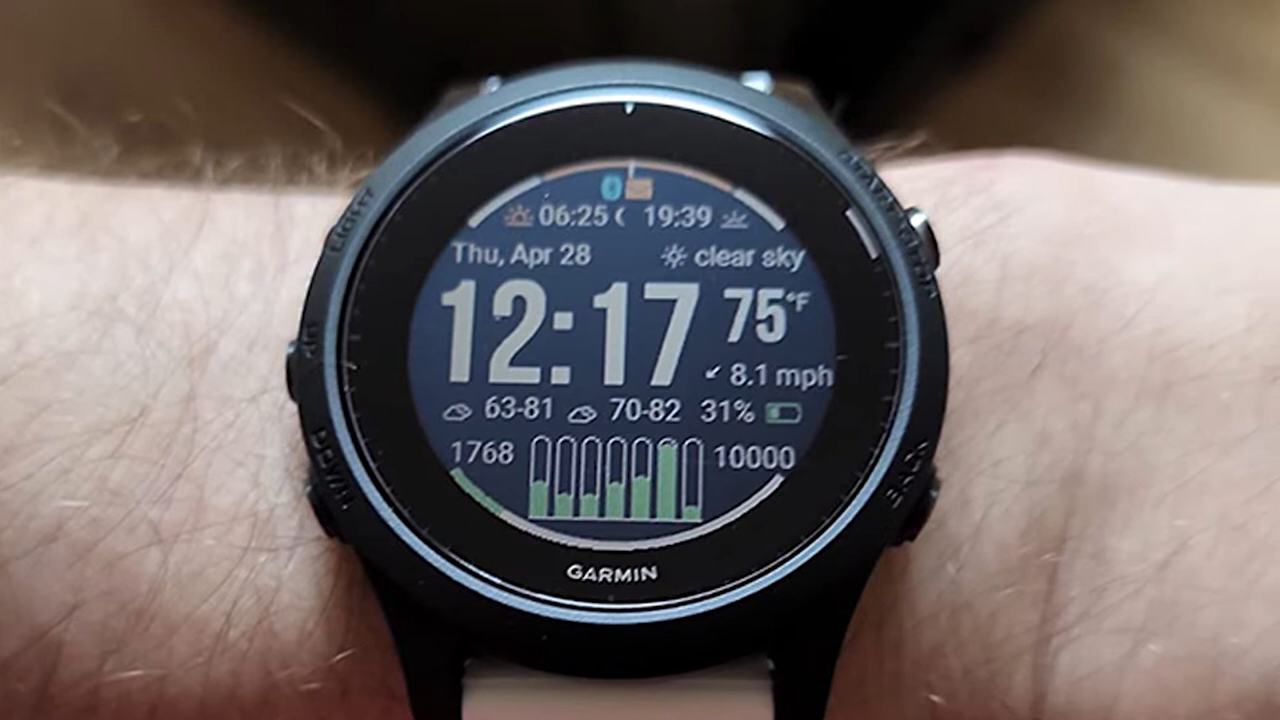 06:25 19:39
Thu, Apr 28 clear sky
12:17 75°F
8.1 mph
63-81 70-82 31%
1768 10000
GARMIN
START STOP
UP
DOWN
BACK